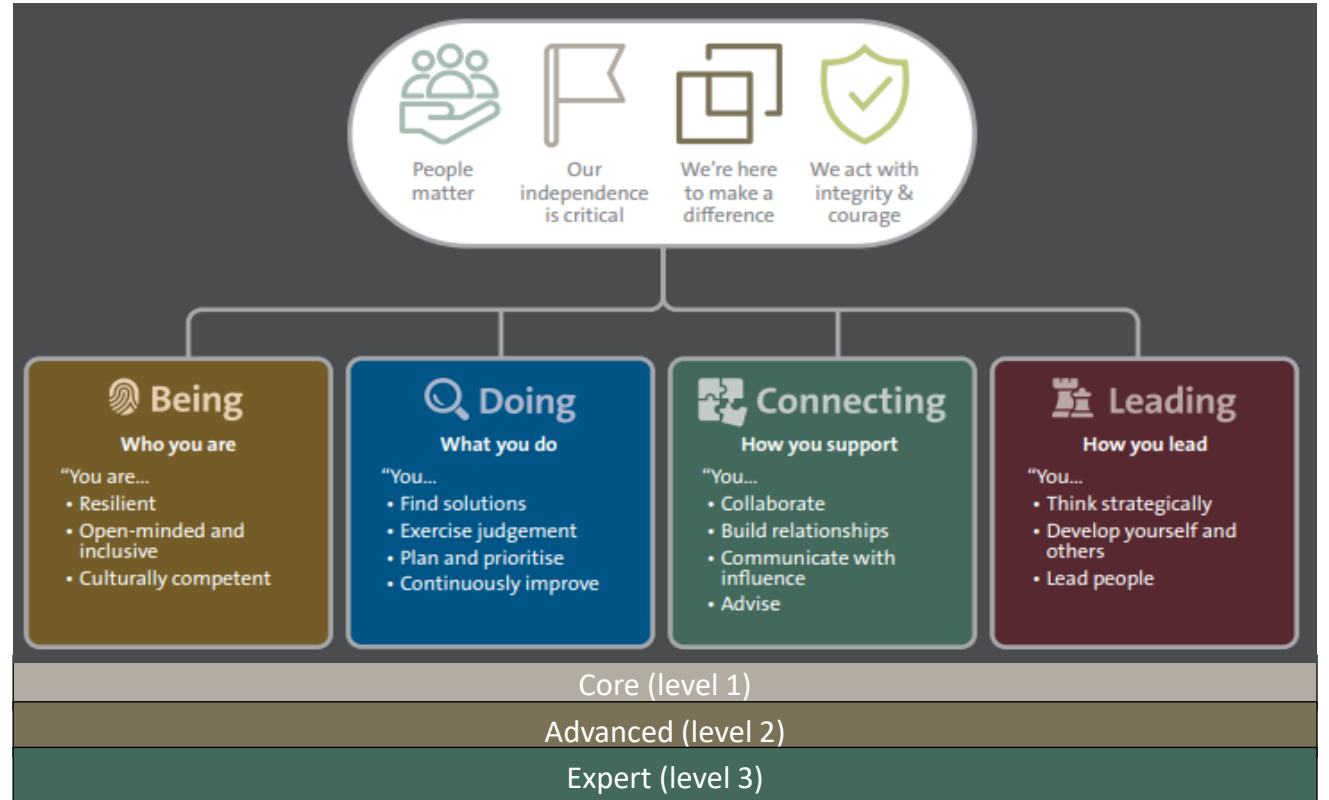 People
matter
Our
independence
is critical
We're here
to make a
difference
We act with
integrity &
courage
Being
Who you are
“You are...
• Resilient
• Open-minded and
inclusive
• Culturally competent
Doing
What you do
“You...
• Find solutions
• Exercise judgement
• Plan and prioritise
• Continuously improve
Connecting
How you support
“You...
• Collaborate
• Build relationships
• Communicate with
influence
• Advise
Leading
How you lead
“You...
• Think strategically
• Develop yourself and
others
• Lead people
Core (level 1)
Advanced (level 2)
Expert (level 3)